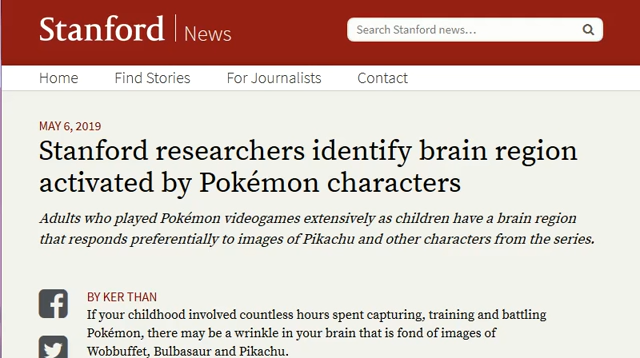 Stanford | News
Search Stanford news...
Home For Stories For Journalists Contact
MAY 6, 2019
Stanford researchers identify brain region
activated by Pokémon characters
Adults who played Pokémon videogames extensively as children have a brain region
that responds preferentially to images of Pikachu and other characters from the series.
BY KER THAN
If your childhood involved countless hours spent capturing, training and battling
Pokémon, there may be a wrinkle in your brain that is fond of images of
Wobbuffet, Bulbasaur and Pikachu.